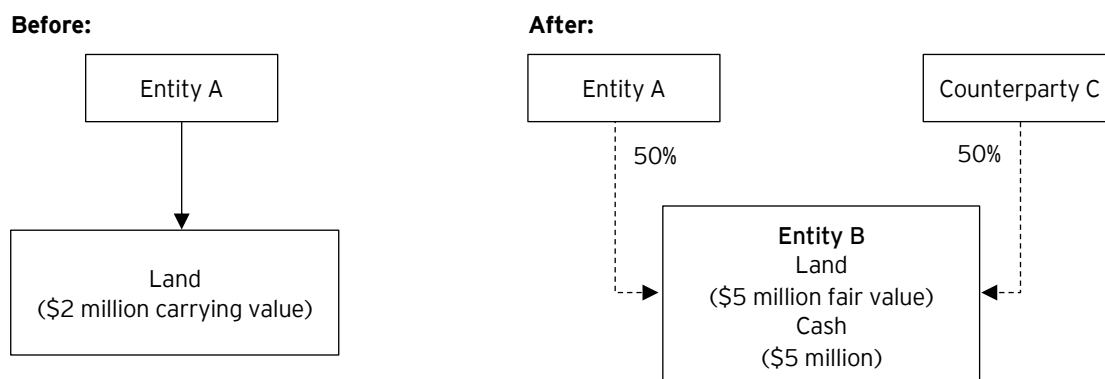 Before:
Entity A
Land
($2 million carrying value)
After:
Entity A
Counterparty C
50%
50%
Entity B
Land
($5 million fair value)
Cash
($5 million)